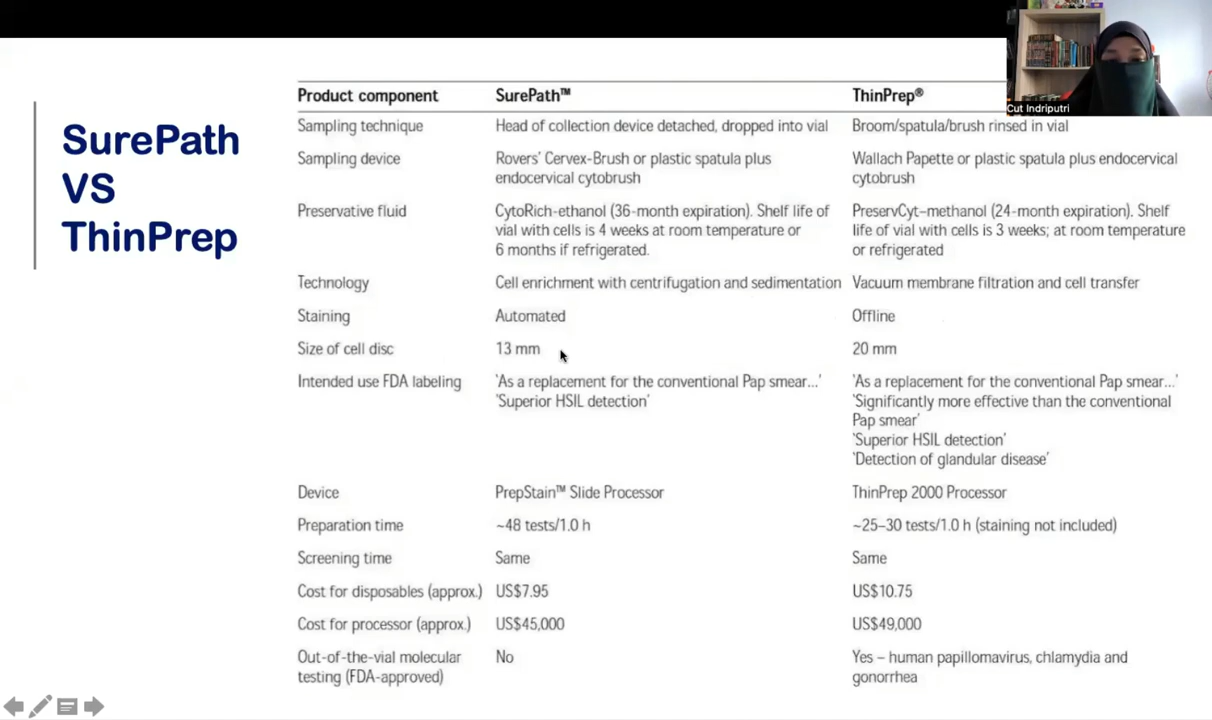 Cut Indriputri
SurePath
VS
ThinPrep
Product component SurePath™ ThinPrep®
Sampling technique Head of collection device detached, dropped into vial Broom/spatula/brush rinsed in vial
Sampling device Rovers' Cervex-Brush or plastic spatula plus Wallach Papette or plastic spatula plus endocervical
endocervical cytobrush cytobrush
Preservative fluid CytoRich-ethanol (36-month expiration). Shelf life of PreservCyt–methanol (24-month expiration). Shelf
vial with cells is 4 weeks at room temperature or life of vial with cells is 3 weeks; at room temperature
6 months if refrigerated. or refrigerated
Technology Cell enrichment with centrifugation and sedimentation Vacuum membrane filtration and cell transfer
Staining Automated Offline
Size of cell disc 13 mm 20 mm
Intended use FDA labeling 'As a replacement for the conventional Pap smear...' 'As a replacement for the conventional Pap smear...'
'Superior HSIL detection' 'Significantly more effective than the conventional
Pap smear'
'Superior HSIL detection'
'Detection of glandular disease'
Device PrepStain™ Slide Processor ThinPrep 2000 Processor
Preparation time ~48 tests/1.0 h ~25–30 tests/1.0 h (staining not included)
Screening time Same Same
Cost for disposables (approx.) US$7.95 US$10.75
Cost for processor (approx.) US$45,000 US$49,000
Out-of-the-vial molecular No Yes – human papillomavirus, chlamydia and
testing (FDA-approved) gonorrhea